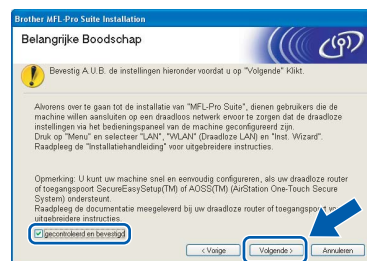 Brother MFL-Pro Suite Installation
Belangrijke Boodschap
Bevestig A.U.B. de instellingen hieronder voordat u op "Volgende" Klikt.
Alvorens over te gaan tot de installatie van "MFL-Pro Suite", dienen gebruikers die de
machine willen aansluiten op een draadloos netwerk ervoor te zorgen dat de draadloze
instellingen via het bedieningspaneel van de machine geconfigureerd zijn.
Druk op "Menu" en selecteer "LAN", "WLAN" (Draadloze LAN) en "Inst. Wizard".
Raadpleeg de "Installatiehandleiding" voor uitgebreidere instructies.
Opmerking: U kunt uw machine snel en eenvoudig configureren, als uw draadloze router
of toegangspoort SecureEasySetup(TM) of AOSS(TM) (AirStation One-Touch Secure
System) ondersteunt.
Raadpleeg de documentatie meegeleverd bij uw draadloze router of toegangspoort voor
uitgebreidere instructies.
gecontroleerd en bevestigd
< Vorige
Volgende >
Annuleren